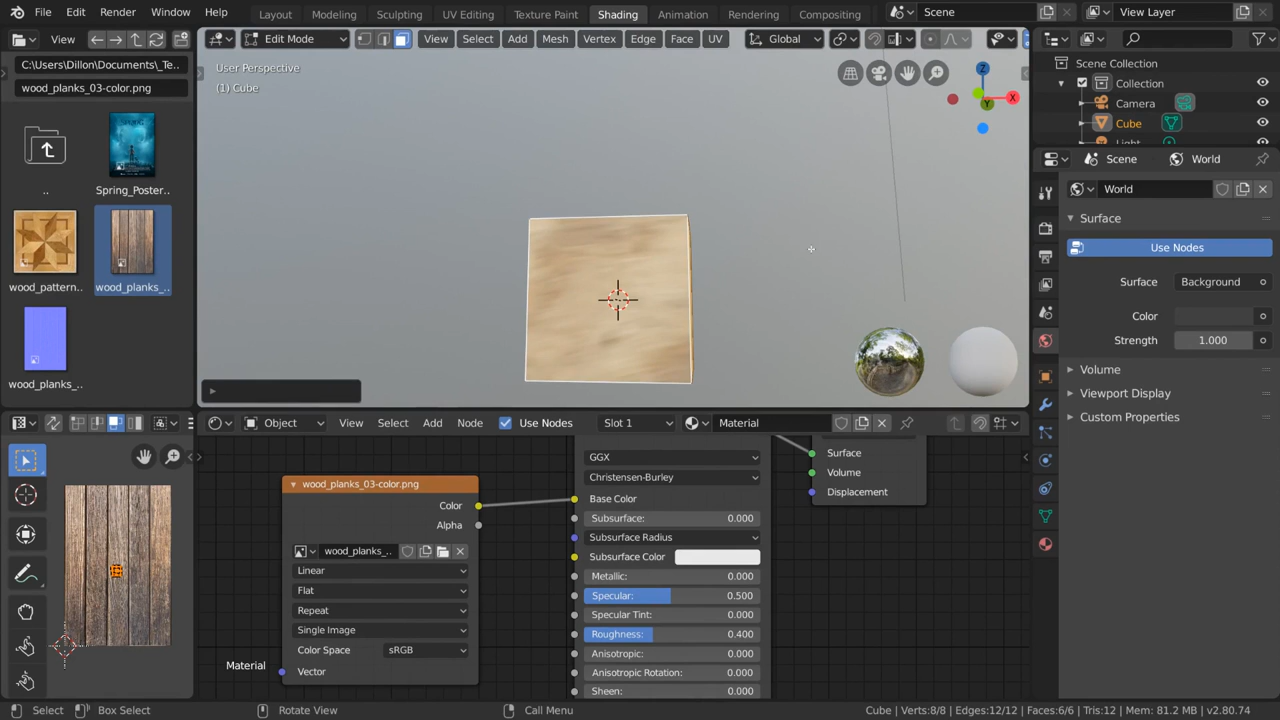 File Edit Render Window Help Layout Modeling Sculpting UV Editing Texture Paint Shading Animation Rendering Compositing Scene View Layer
View Edit Mode View Select Add Mesh Vertex Edge Face UV Global
C:\Users\Dillon\Documents\_Te..
wood_planks_03-color.png
User Perspective
(1) Cube
Z
X
Y
..
Spring_Poster..
wood_pattern..
wood_planks_..
wood_planks_..
Scene Collection
Collection
Camera
Cube
Light
Scene World
World
Surface
Use Nodes
Surface: Background
Color:
Strength: 1.000
Volume
Viewport Display
Custom Properties
Object View Select Add Node Use Nodes Slot 1 Material
wood_planks_03-color.png
Color
Alpha
wood_planks_..
Linear
Flat
Repeat
Single Image
Color Space sRGB
Vector
Material
GGX
Christensen-Burley
Base Color
Subsurface: 0.000
Subsurface Radius
Subsurface Color
Metallic: 0.000
Specular: 0.500
Specular Tint: 0.000
Roughness: 0.400
Anisotropic: 0.000
Anisotropic Rotation: 0.000
Sheen: 0.000
Surface
Volume
Displacement
Select Box Select Rotate View Call Menu Cube | Verts:8/8 | Edges:12/12 | Faces:6/6 | Tris:12 | Mem: 81.2 MB | v2.80.74